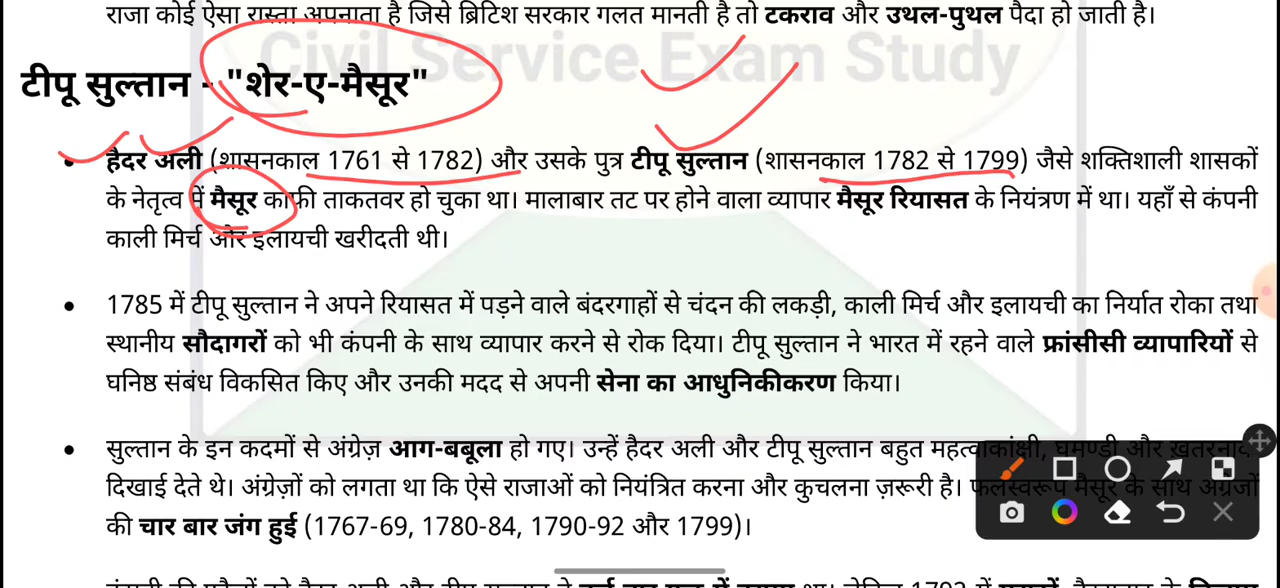 राजा कोई ऐसा रास्ता अपनाता है जिसे ब्रिटिश सरकार गलत मानती है तो टकराव और उथल-पुथल पैदा हो जाती है।
Civil Service Exam Study
टीपू सुल्तान - "शेर-ए-मैसूर"
• हैदर अली (शासनकाल 1761 से 1782) और उसके पुत्र टीपू सुल्तान (शासनकाल 1782 से 1799) जैसे शक्तिशाली शासकों
के नेतृत्व में मैसूर काफी ताकतवर हो चुका था। मालाबार तट पर होने वाला व्यापार मैसूर रियासत के नियंत्रण में था। यहाँ से कंपनी
काली मिर्च और इलायची खरीदती थी।
• 1785 में टीपू सुल्तान ने अपने रियासत में पड़ने वाले बंदरगाहों से चंदन की लकड़ी, काली मिर्च और इलायची का निर्यात रोका तथा
स्थानीय सौदागरों को भी कंपनी के साथ व्यापार करने से रोक दिया। टीपू सुल्तान ने भारत में रहने वाले फ्रांसीसी व्यापारियों से
घनिष्ठ संबंध विकसित किए और उनकी मदद से अपनी सेना का आधुनिकीकरण किया।
• सुल्तान के इन कदमों से अंग्रेज़ आग-बबूला हो गए। उन्हें हैदर अली और टीपू सुल्तान बहुत महत्वाकांक्षी, घमण्डी और
दिखाई देते थे। अंग्रेज़ों को लगता था कि ऐसे राजाओं को नियंत्रित करना और कुचलना ज़रूरी है। फलस्वरूप मैसूर के साथ अंग्रेजों
की चार बार जंग हुई (1767-69, 1780-84, 1790-92 और 1799)।